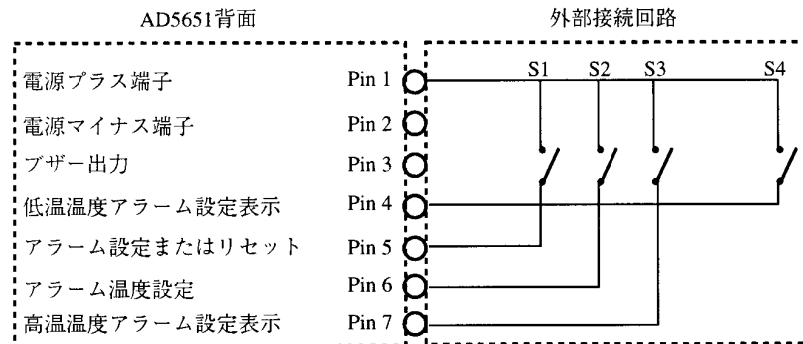 AD5651背面
外部接続回路
S1 S2 S3 S4
電源プラス端子 Pin 1
電源マイナス端子 Pin 2
ブザー出力 Pin 3
低温温度アラーム設定表示 Pin 4
アラーム設定またはリセット Pin 5
アラーム温度設定 Pin 6
高温温度アラーム設定表示 Pin 7